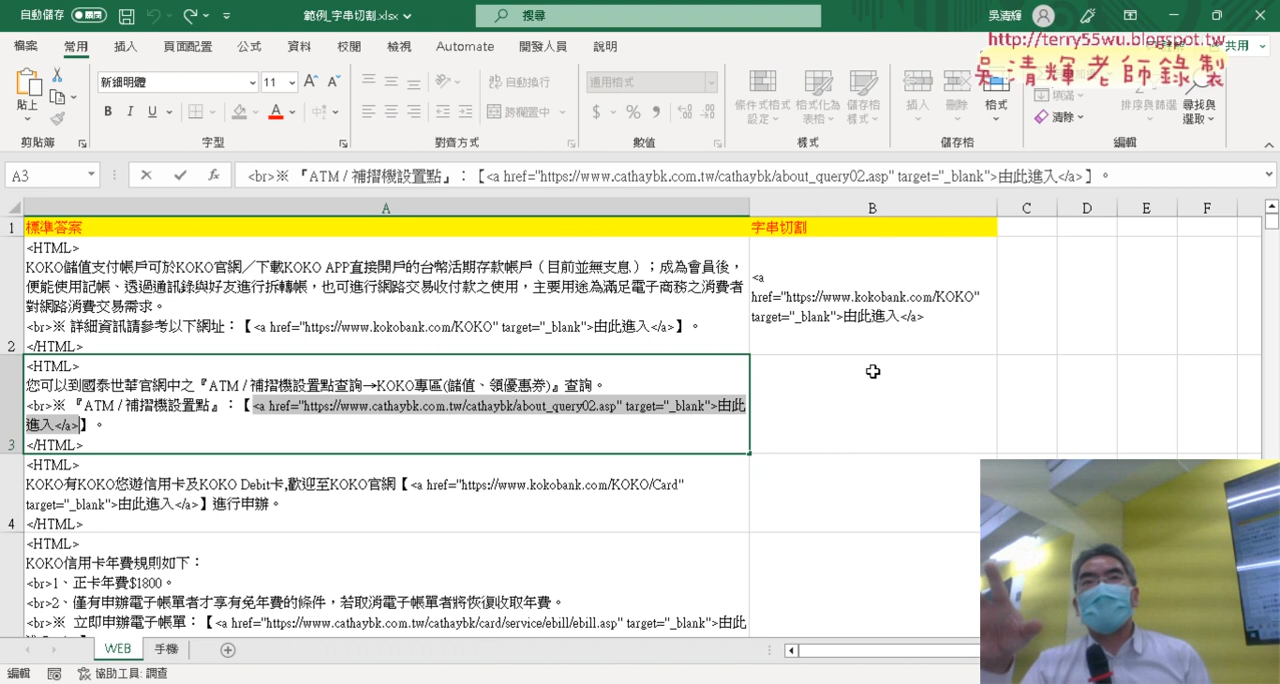 自動儲存
範例_字串切割.xlsx
搜尋
吳清輝
檔案 常用 插入 頁面配置 公式 資料 校閱 檢視 Automate 開發人員 說明
http://terry55wu.blogspot.tw
共用
吳清輝老師錄製
貼上
新細明體 11
自動換行
跨欄置中
通用格式
條件式格式設定
格式化為表格
儲存格樣式
插入 刪除 格式
填滿
清除
排序與篩選
尋找與選取
剪貼簿 字型 對齊方式 數值 樣式 儲存格 編輯
A3
<br>※『ATM / 補摺機設置點』：【<a href="https://www.cathaybk.com.tw/cathaybk/about_query02.asp" target="_blank">由此進入</a>】。
A B C D E F
1 標準答案 字串切割
<HTML>
KOKO儲值支付帳戶可於KOKO官網／下載KOKO APP直接開戶的台幣活期存款帳戶（目前並無支息）；成為會員後，
便能使用記帳、透過通訊錄與好友進行拆轉帳，也可進行網路交易收付款之使用，主要用途為滿足電子商務之消費者
對網路消費交易需求。
<br>※ 詳細資訊請參考以下網址：【<a href="https://www.kokobank.com/KOKO" target="_blank">由此進入</a>】。
2 </HTML>
<a
href="https://www.kokobank.com/KOKO"
target="_blank">由此進入</a>
<HTML>
您可以到國泰世華官網中之『ATM / 補摺機設置點查詢→KOKO專區(儲值、領優惠券)』查詢。
<br>※『ATM / 補摺機設置點』：【<a href="https://www.cathaybk.com.tw/cathaybk/about_query02.asp" target="_blank">由此
進入</a>】。
3 </HTML>
<HTML>
KOKO有KOKO您遊信用卡及KOKO Debit卡,歡迎至KOKO官網【<a href="https://www.kokobank.com/KOKO/Card"
target="_blank">由此進入</a>】進行申辦。
4 </HTML>
<HTML>
KOKO信用卡年費規則如下：
<br>1、正卡年費$1800。
<br>2、僅有申辦電子帳單者才享有免年費的條件，若取消電子帳單者將恢復收取年費。
<br>※ 立即申辦電子帳單：【<a href="https://www.cathaybk.com.tw/cathaybk/card/service/ebill/ebill.asp" target="_blank">由此
WEB 手機
編輯 協助工具: 調查